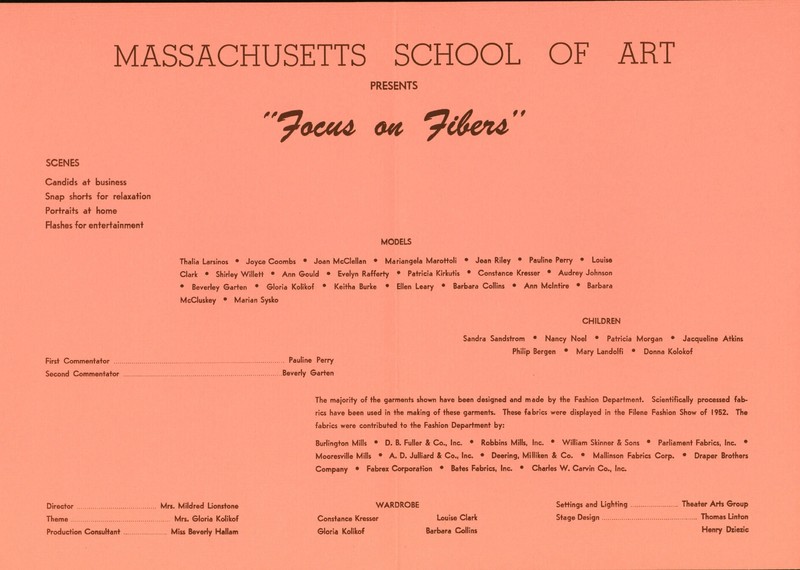 MASSACHUSETTS SCHOOL OF ART
PRESENTS
"Focus on Fibers"
SCENES
Candids at business
Snap shorts for relaxation
Portraits at home
Flashes for entertainment
MODELS
Thalia Larsinos • Joyce Coombs • Joan McClellan • Mariangela Marottoli • Jean Riley • Pauline Perry • Louise
Clark • Shirley Willett • Ann Gould • Evelyn Rafferty • Patricia Kirkutis • Constance Kresser • Audrey Johnson
• Beverley Garten • Gloria Kolikof • Keitha Burke • Ellen Leary • Barbara Collins • Ann McIntire • Barbara
McCluskey • Marian Sysko
CHILDREN
Sandra Sandstrom • Nancy Noel • Patricia Morgan • Jacqueline Atkins
Philip Bergen • Mary Landolfi • Donna Kolokof
First Commentator ........ Pauline Perry
Second Commentator ........ Beverly Garten
The majority of the garments shown have been designed and made by the Fashion Department. Scientifically processed fab-
rics have been used in the making of these garments. These fabrics were displayed in the Filene Fashion Show of 1952. The
fabrics were contributed to the Fashion Department by:
Burlington Mills • D. B. Fuller & Co., Inc. • Robbins Mills, Inc. • William Skinner & Sons • Parliament Fabrics, Inc. •
Mooresville Mills • A. D. Julliard & Co., Inc. • Deering, Milliken & Co. • Mallinson Fabrics Corp. • Draper Brothers
Company • Fabrex Corporation • Bates Fabrics, Inc. • Charles W. Carvin Co., Inc.
Director ........ Mrs. Mildred Lionstone
Theme ........ Mrs. Gloria Kolikof
Production Consultant ........ Miss Beverly Hallam
WARDROBE
Constance Kresser Louise Clark
Gloria Kolikof Barbara Collins
Settings and Lighting ........ Theater Arts Group
Stage Design ........ Thomas Linton
Henry Dziezic